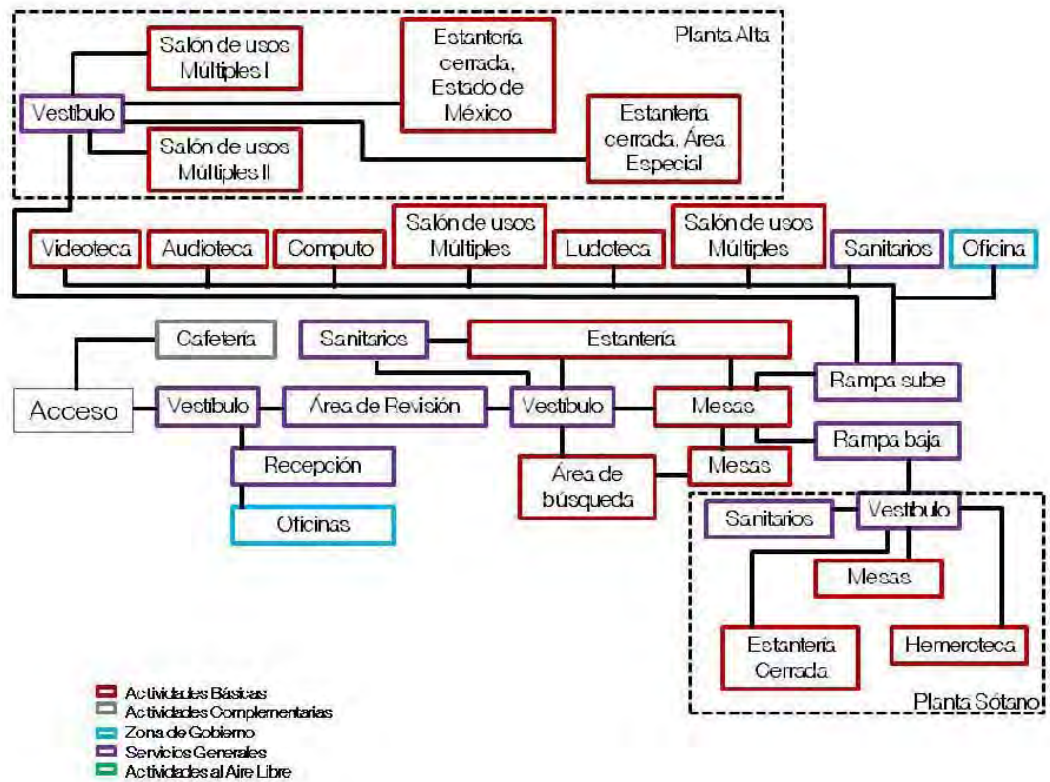 Planta Alta
Salón de usos
Múltiples I
Estantería
cerrada,
Estado de
México
Vestíbulo
Estantería
cerrada, Área
Especial
Salón de usos
Múltiples II
Videoteca
Audioteca
Computo
Salón de usos
Múltiples
Ludoteca
Salón de usos
Múltiples
Sanitarios
Oficina
Cafetería
Sanitarios
Estantería
Rampa sube
Acceso
Vestíbulo
Área de Revisión
Vestíbulo
Mesas
Rampa baja
Recepción
Área de
búsqueda
Mesas
Oficinas
Sanitarios
Vestíbulo
Mesas
Estantería
Cerrada
Hemeroteca
Planta Sótano
Actividades Básicas
Actividades Complementarias
Zona de Gobierno
Servicios Generales
Actividades al Aire Libre